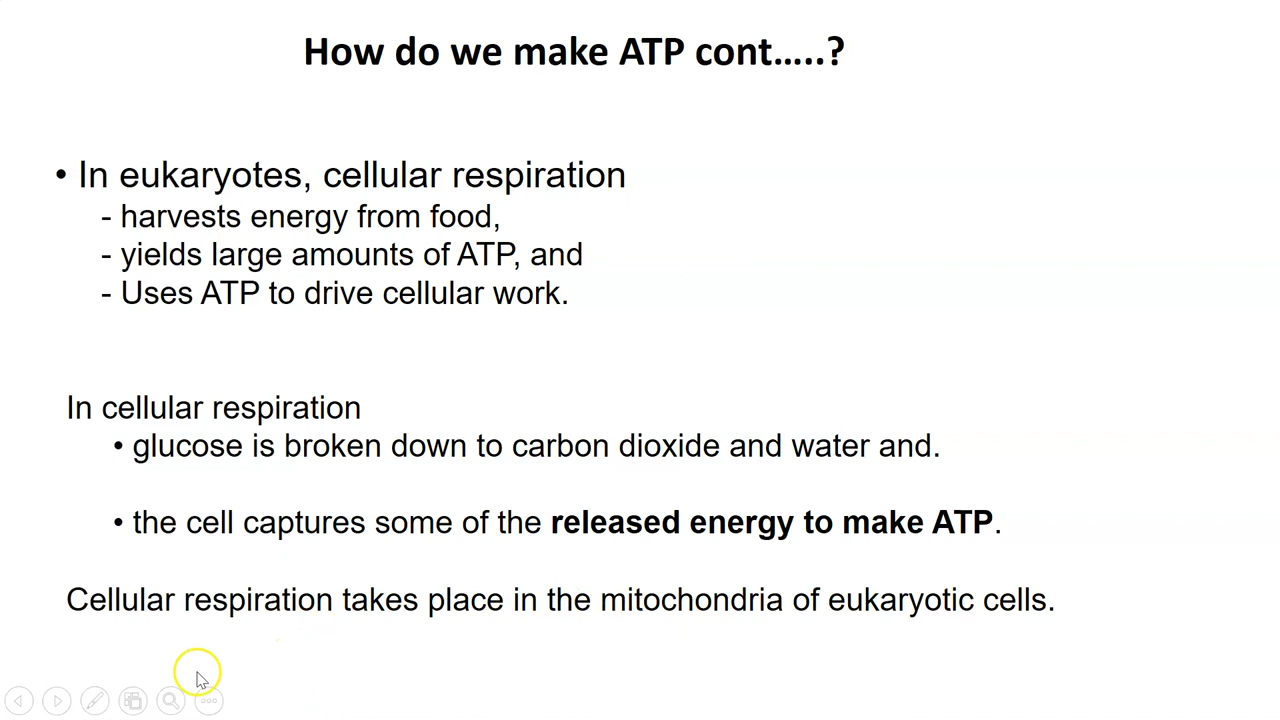 How do we make ATP cont…..?
• In eukaryotes, cellular respiration
- harvests energy from food,
- yields large amounts of ATP, and
- Uses ATP to drive cellular work.
In cellular respiration
• glucose is broken down to carbon dioxide and water and.
• the cell captures some of the released energy to make ATP.
Cellular respiration takes place in the mitochondria of eukaryotic cells.